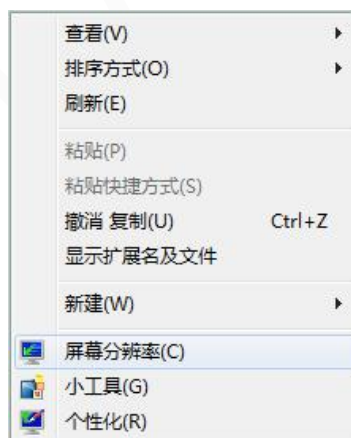 查看(V)
排序方式(O)
刷新(E)
粘贴(P)
粘贴快捷方式(S)
撤消 复制(U) Ctrl+Z
显示扩展名及文件
新建(W)
屏幕分辨率(C)
小工具(G)
个性化(R)